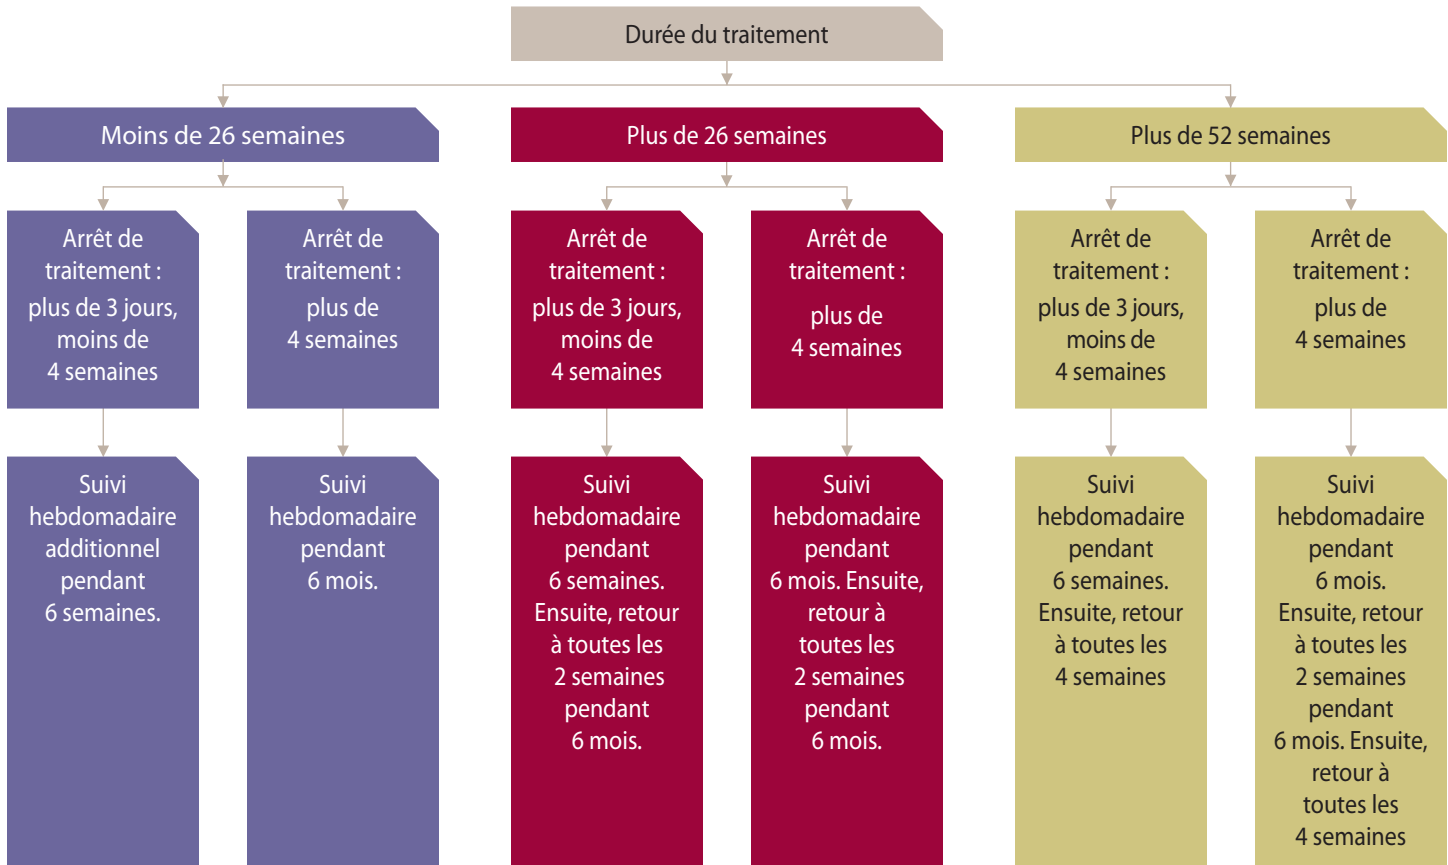 Durée du traitement
Moins de 26 semaines
Plus de 26 semaines
Plus de 52 semaines
Arrêt de
traitement :
plus de 3 jours,
moins de
4 semaines
Arrêt de
traitement :
plus de
4 semaines
Arrêt de
traitement :
plus de 3 jours,
moins de
4 semaines
Arrêt de
traitement :
plus de
4 semaines
Arrêt de
traitement :
plus de 3 jours,
moins de
4 semaines
Arrêt de
traitement :
plus de
4 semaines
Suivi
hebdomadaire
additionnel
pendant
6 semaines.
Suivi
hebdomadaire
pendant
6 mois.
Suivi
hebdomadaire
pendant
6 semaines.
Ensuite, retour
à toutes les
2 semaines
pendant
6 mois.
Suivi
hebdomadaire
pendant
6 mois. Ensuite,
retour à
toutes les
2 semaines
pendant
6 mois.
Suivi
hebdomadaire
pendant
6 semaines.
Ensuite, retour
à toutes les
4 semaines
Suivi
hebdomadaire
pendant
6 mois.
Ensuite, retour
à toutes les
2 semaines
pendant
6 mois. Ensuite,
retour à
toutes les
4 semaines